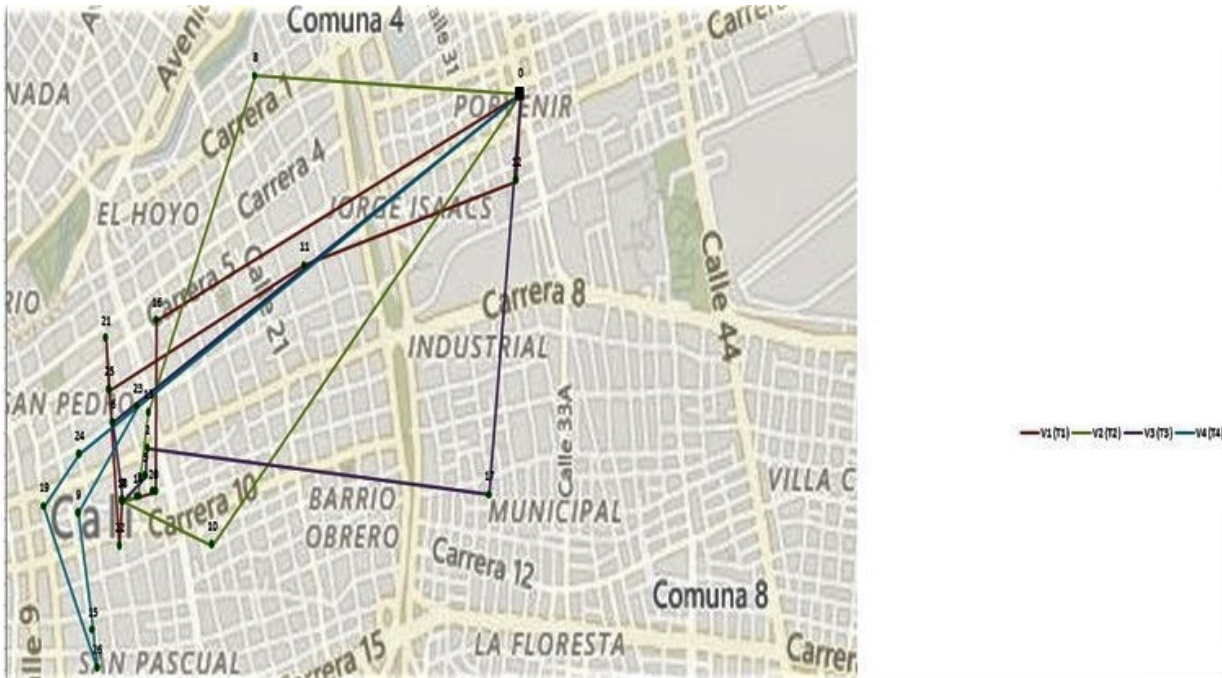 Comuna 4
Calle 31
Carrera
Avenid
8
0
NADA
Carrera 1
PORVENIR
Carrera 4
JORGE ISAACS
EL HOYO
11
Calle 21
Carrera 5
Calle 44
RIO
Carrera 8
16
21
INDUSTRIAL
25
SAN PEDRO
23
Calle 33A
2
24
V1 (T1)
V2 (T2)
V3 (T3)
V4 (T4)
17
VILLA C
19
9
Cali
Carrera 10
BARRIO
OBRERO
MUNICIPAL
10
Carrera 12
Comuna 8
15
alle 9
LA FLORESTA
SAN PASCUAL
arrera 15
Carrer